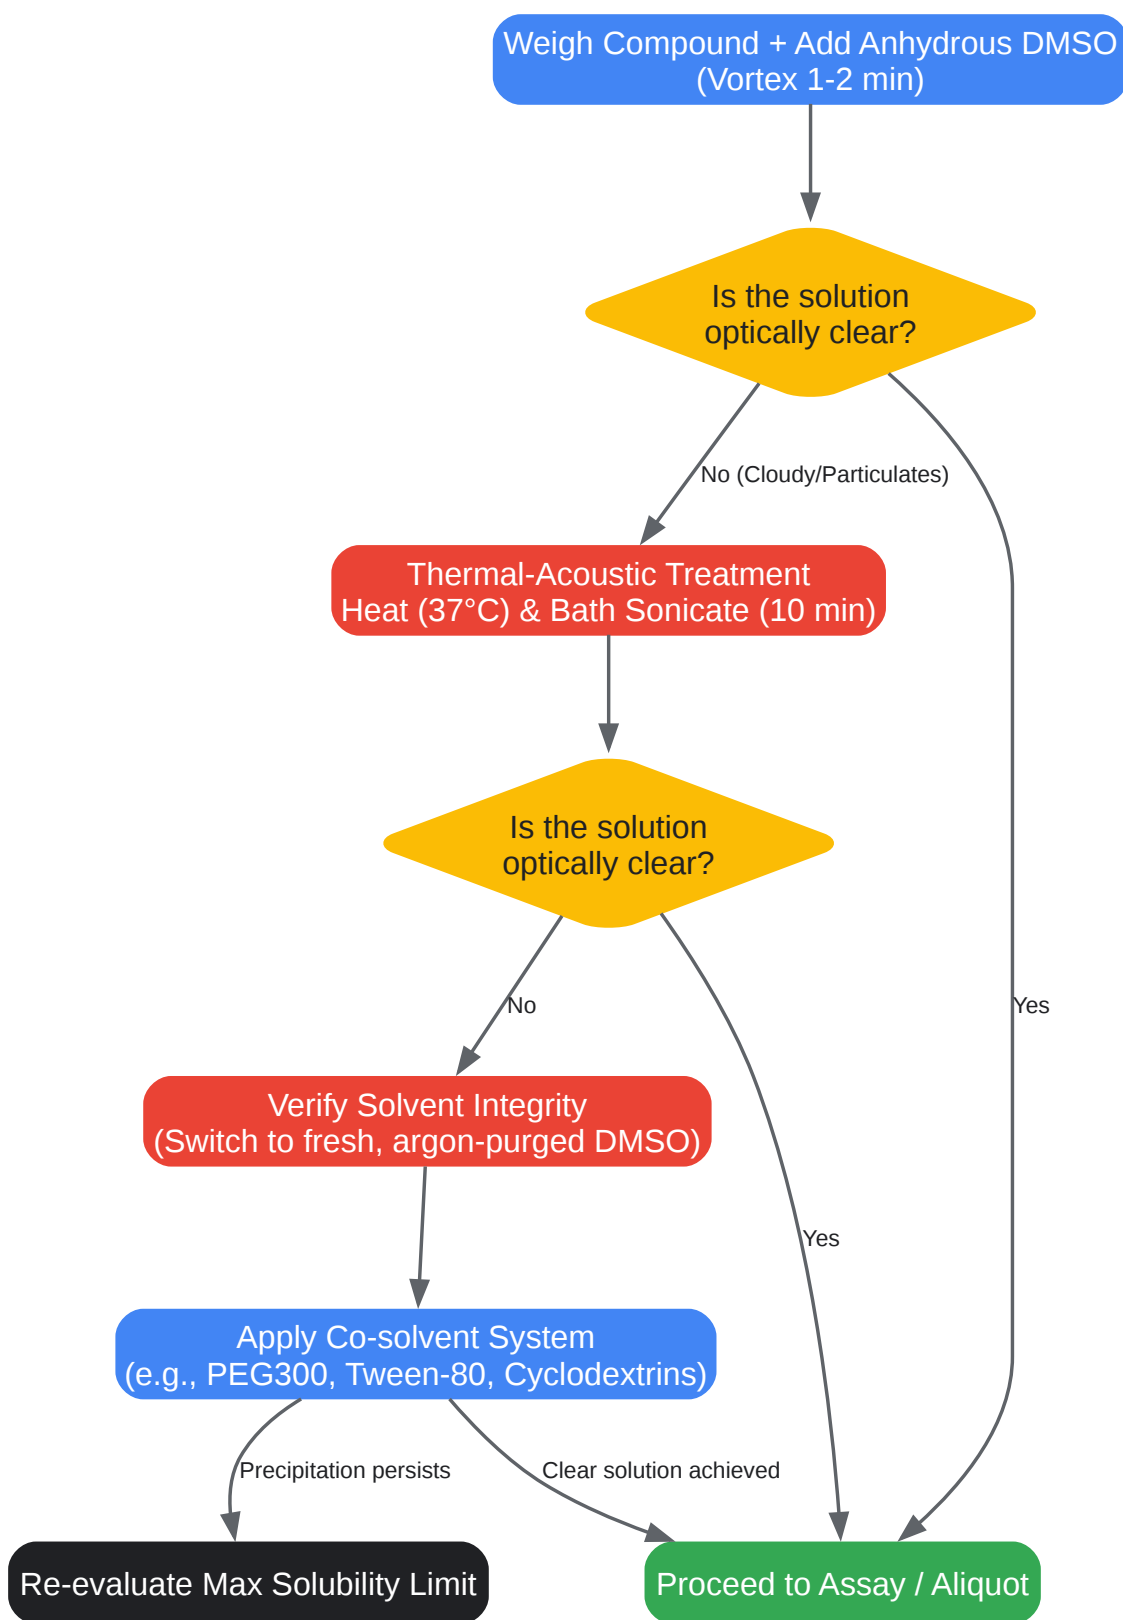 Weigh Compound + Add Anhydrous DMSO
(Vortex 1-2 min)
Is the solution
optically clear?
No (Cloudy/Particulates)
Thermal-Acoustic Treatment
Heat (37°C) & Bath Sonicate (10 min)
Is the solution
optically clear?
No
Yes
Verify Solvent Integrity
(Switch to fresh, argon-purged DMSO)
Yes
Apply Co-solvent System
(e.g., PEG300, Tween-80, Cyclodextrins)
Precipitation persists
Clear solution achieved
Re-evaluate Max Solubility Limit
Proceed to Assay / Aliquot